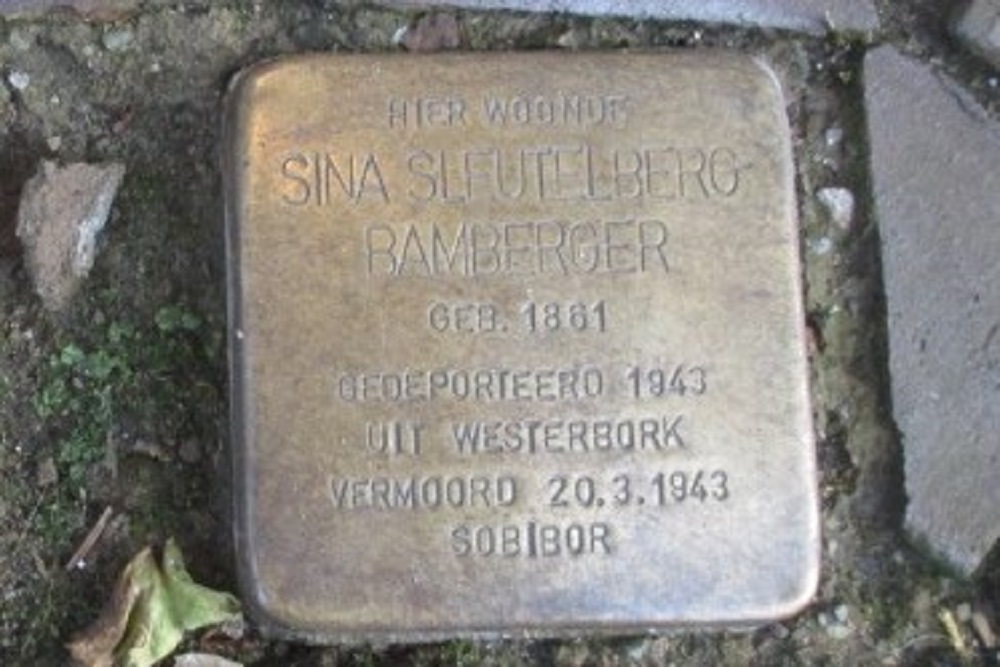 HIER WOONDE
SINA SLEUTELBERG-
BAMBERGER
GEB. 1861
GEDEPORTEERD 1943
UIT WESTERBORK
VERMOORD 20.3.1943
SOBIBOR